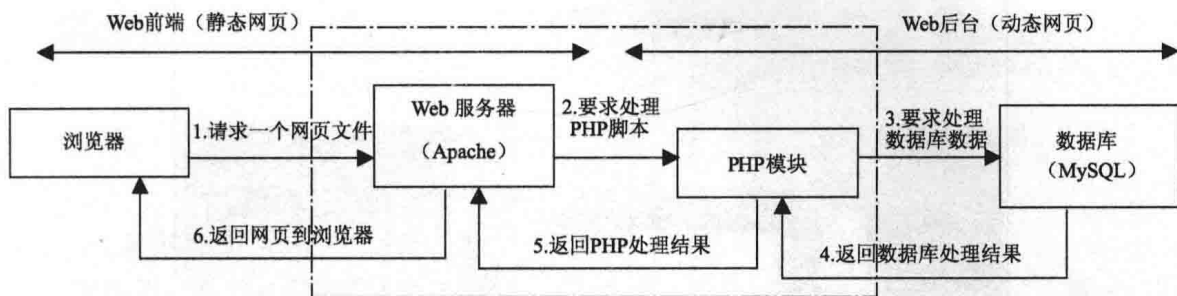 Web前端（静态网页）
Web后台（动态网页）
浏览器
1.请求一个网页文件
Web 服务器
（Apache）
2.要求处理
PHP脚本
PHP模块
3.要求处理
数据库数据
数据库
（MySQL）
6.返回网页到浏览器
5.返回PHP处理结果
4.返回数据库处理结果